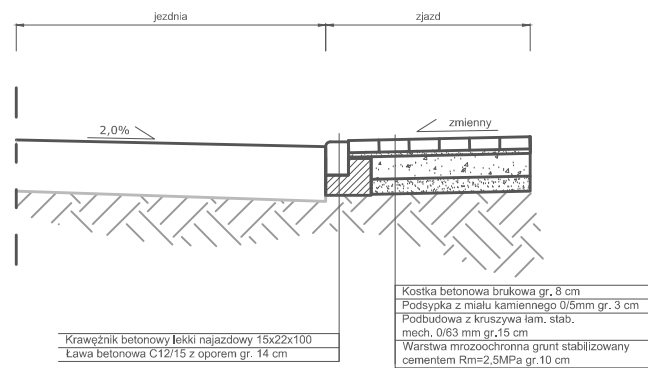 jezdnia
zjazd
2,0%
zmienny
Kostka betonowa brukowa gr. 8 cm
Podsypka z miału kamiennego 0/5mm gr. 3 cm
Podbudowa z kruszywa łam. stab.
mech. 0/63 mm gr.15 cm
Warstwa mrozoochronna grunt stabilizowany
cementem Rm=2,5MPa gr.10 cm
Krawężnik betonowy lekki najazdowy 15x22x100
Ława betonowa C12/15 z oporem gr. 14 cm